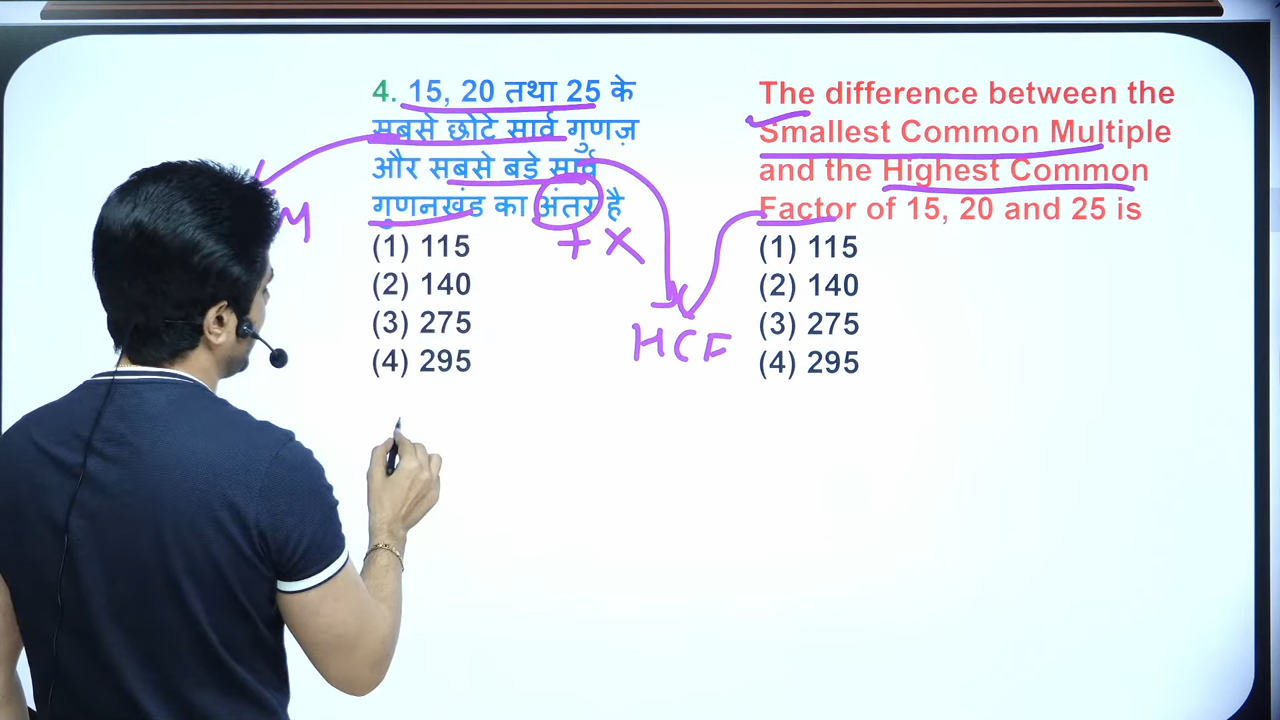 4. 15, 20 तथा 25 के
सबसे छोटे सार्व गुणज़
और सबसे बड़े सार्व
गुणनखंड का अंतर है
(1) 115
(2) 140
(3) 275
(4) 295
M
+ X
HCF
The difference between the
Smallest Common Multiple
and the Highest Common
Factor of 15, 20 and 25 is
(1) 115
(2) 140
(3) 275
(4) 295